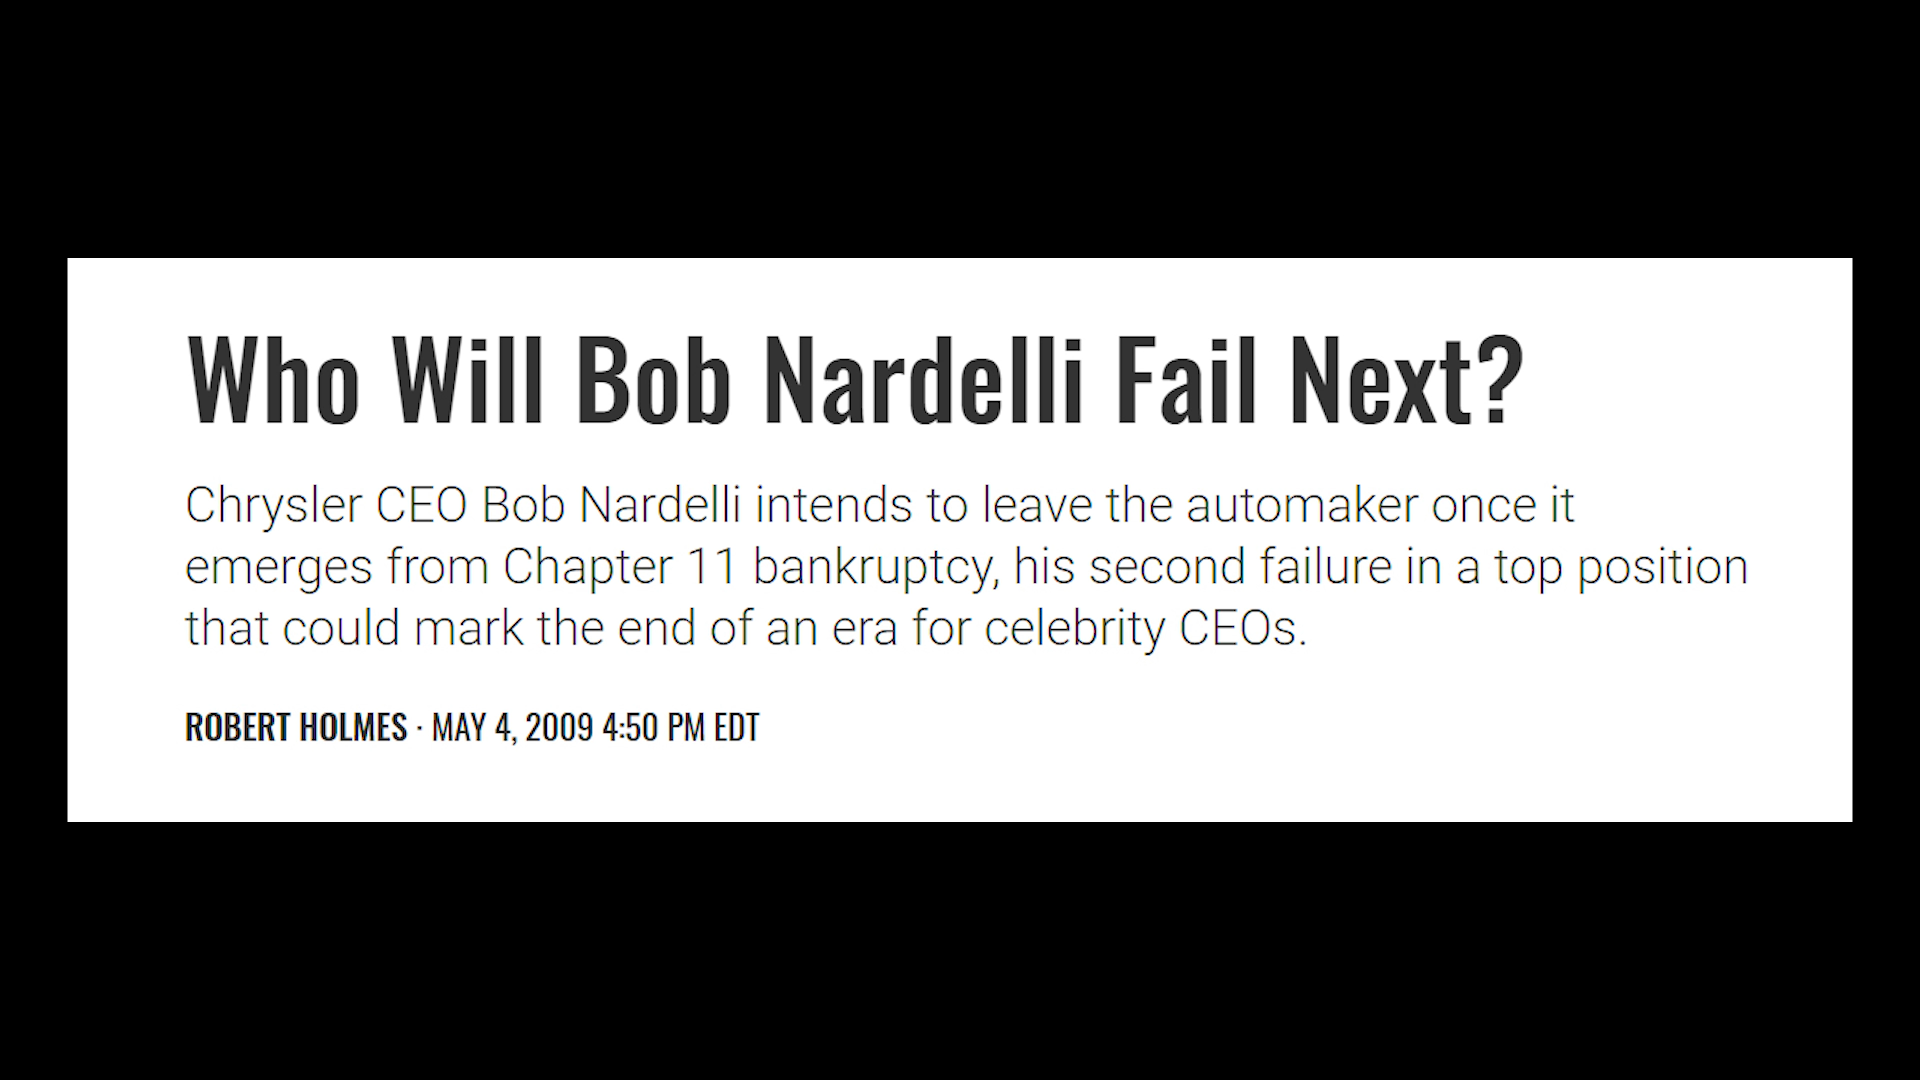 Who Will Bob Nardelli Fail Next?
Chrysler CEO Bob Nardelli intends to leave the automaker once it
emerges from Chapter 11 bankruptcy, his second failure in a top position
that could mark the end of an era for celebrity CEOs.
ROBERT HOLMES · MAY 4, 2009 4:50 PM EDT